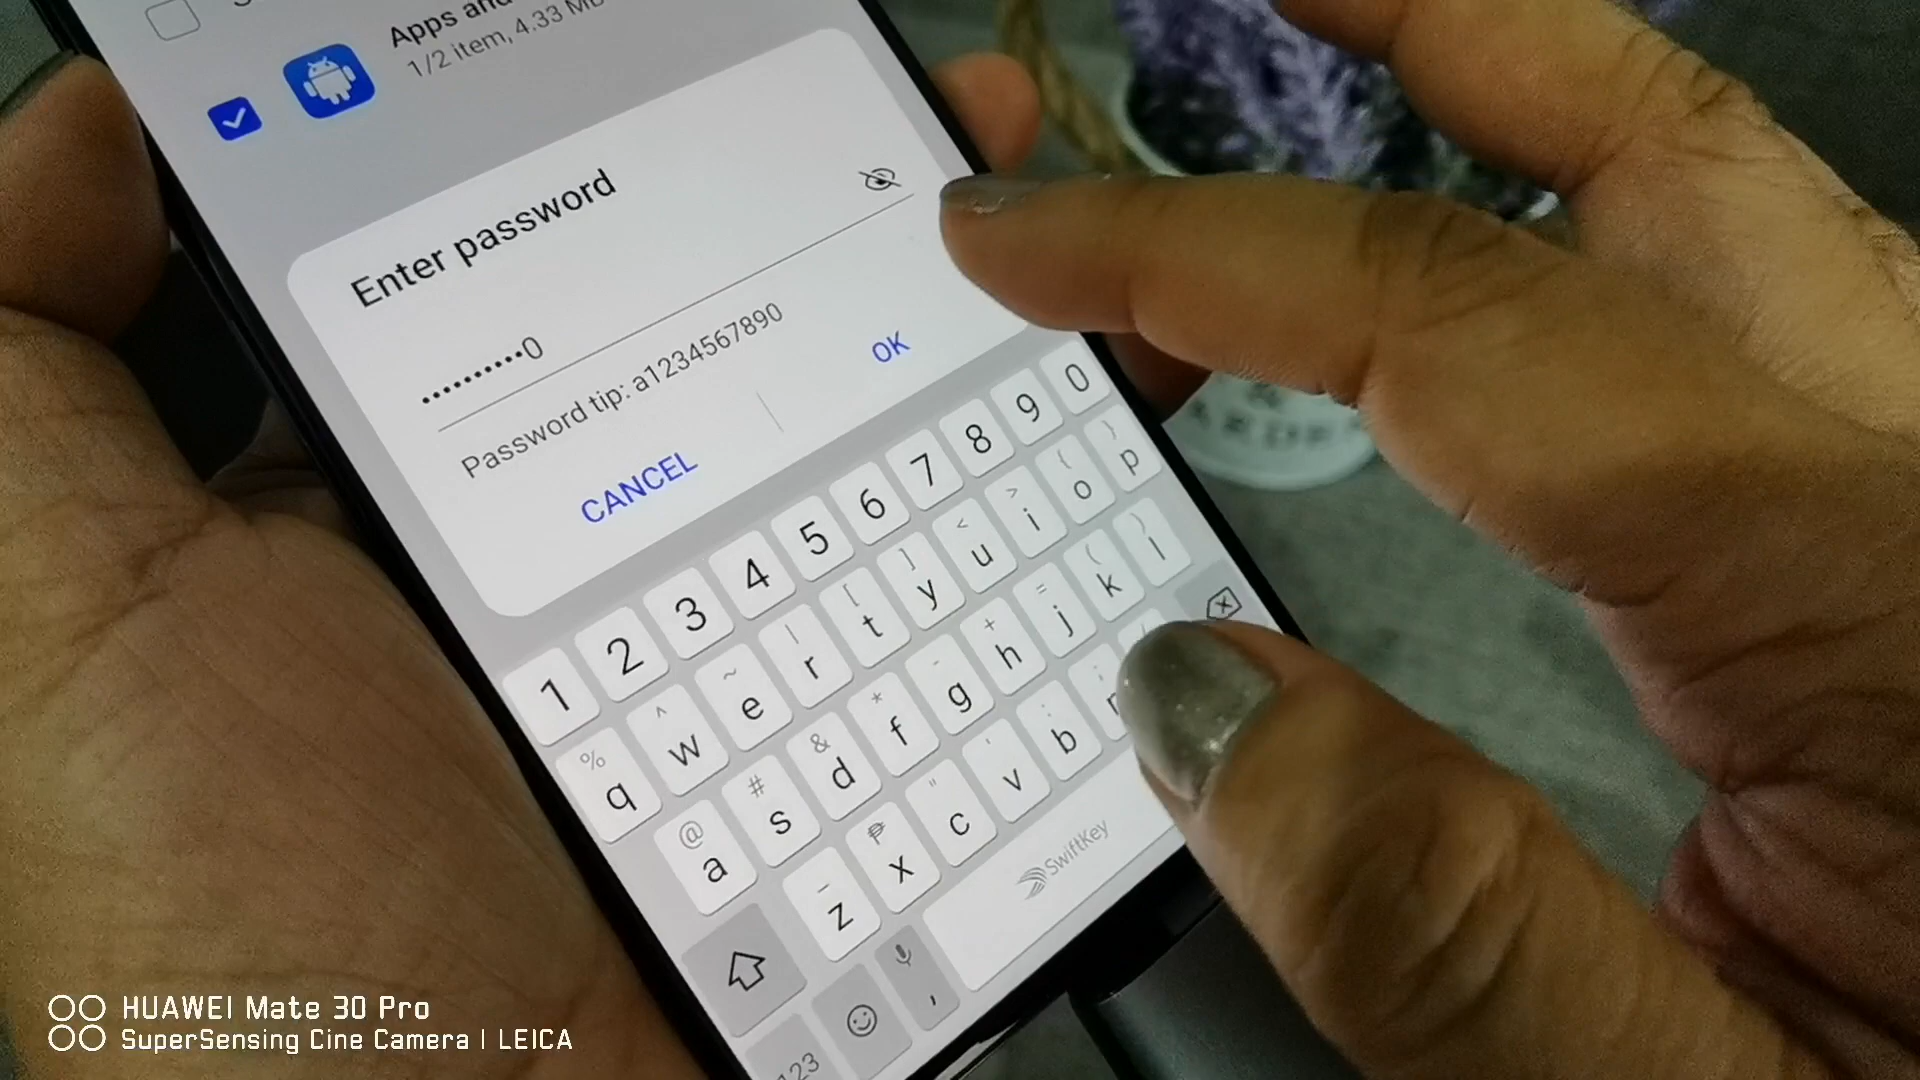 Apps and
1/2 item, 4.33 MB
Enter password
•••••••••• 0
Password tip: a1234567890
CANCEL
OK
1 2 3 4 5 6 7 8 9 0
% ^ ~ | [ ] < > { }
q w e r t y u i o p
@ # & * - + = ( )
a s d f g h j k l
_ ₱ " ' : ;
z x c v b n
, SwiftKey
123
HUAWEI Mate 30 Pro
SuperSensing Cine Camera | LEICA